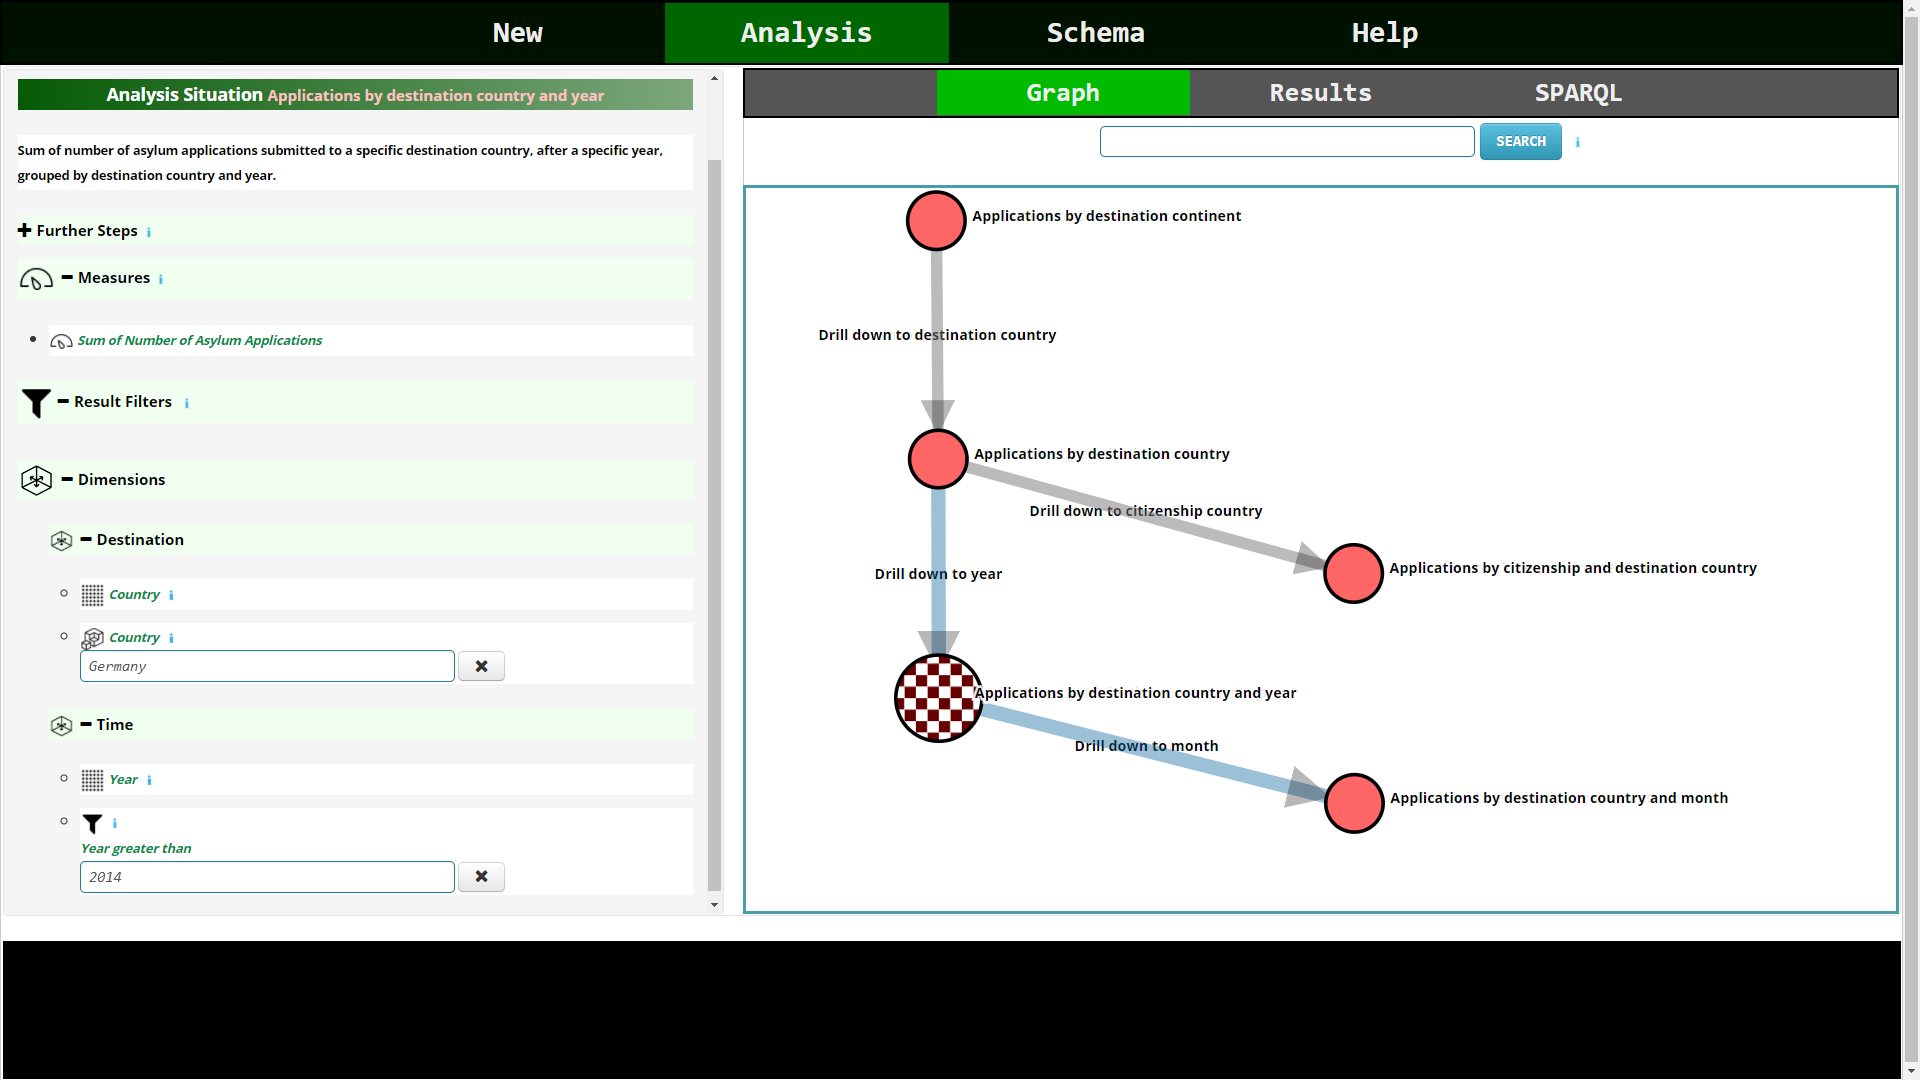 New Analysis Schema Help
Analysis Situation Applications by destination country and year
Sum of number of asylum applications submitted to a specific destination country, after a specific year,
grouped by destination country and year.
Further Steps
Measures
Sum of Number of Asylum Applications
Result Filters
Dimensions
Destination
Country
Country
Germany
Time
Year
Year greater than
2014
Graph Results SPARQL
SEARCH
Applications by destination continent
Drill down to destination country
Applications by destination country
Drill down to citizenship country
Applications by citizenship and destination country
Drill down to year
Applications by destination country and year
Drill down to month
Applications by destination country and month